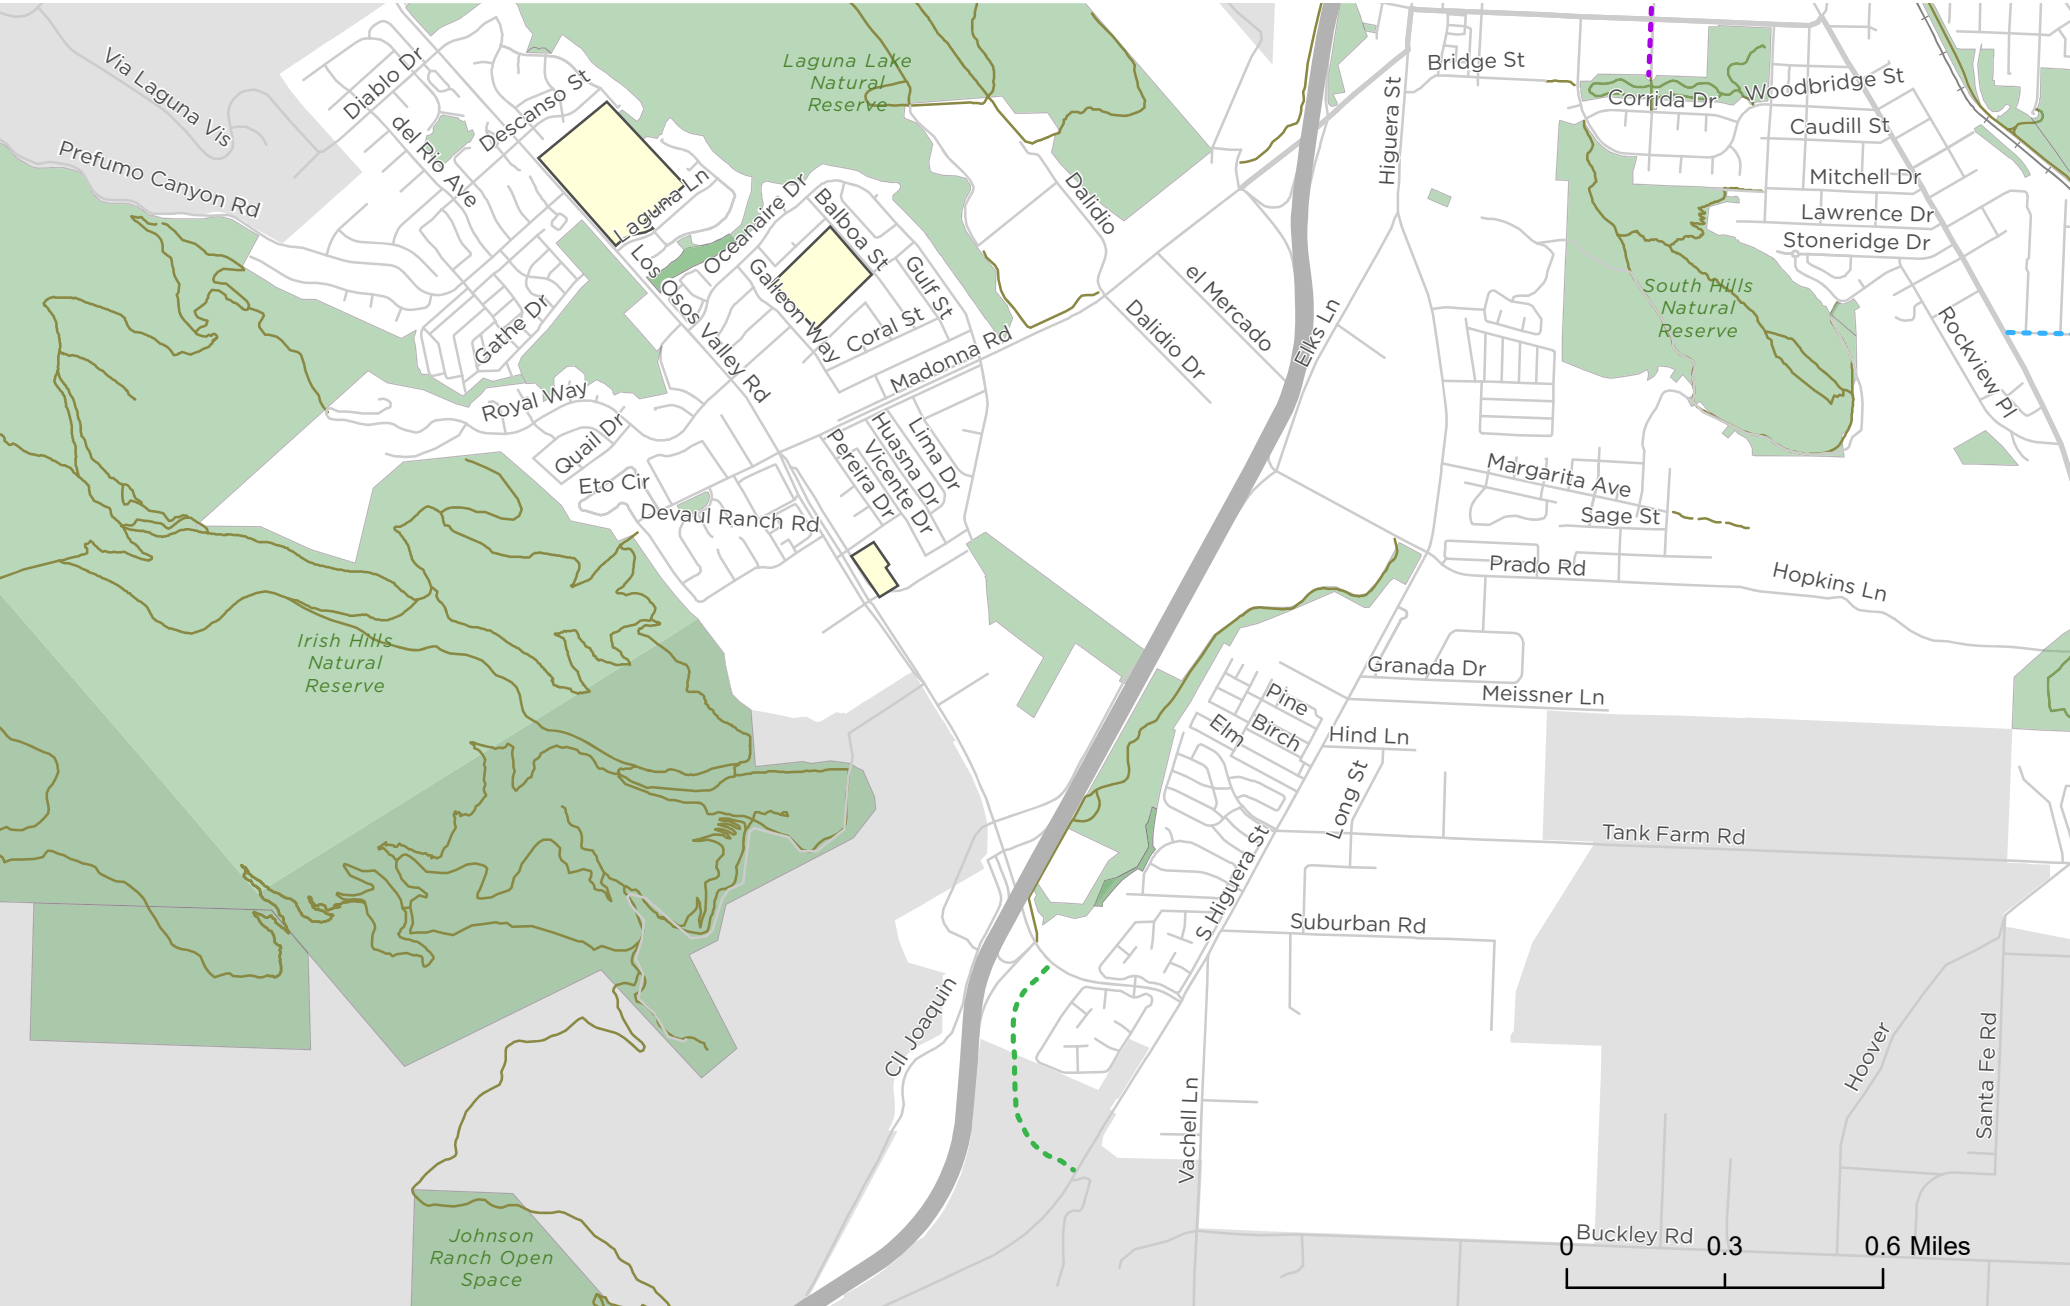 Via Laguna Vis
Diablo Dr
Descanso St
del Rio Ave
Prefumo Canyon Rd
Laguna Lake
Natural
Reserve
Bridge St
Higuera St
Corrida Dr
Woodbridge St
Caudill St
Mitchell Dr
Lawrence Dr
Stoneridge Dr
Laguna Ln
Oceanaire Dr
Balboa St
Gulf St
Dalidio
Los Osos Valley Rd
Galleon Way
Coral St
Madonna Rd
Dalidio Dr
el Mercado
Elks Ln
South Hills
Natural
Reserve
Rockview Pl
Gathe Dr
Royal Way
Quail Dr
Eto Cir
Devaul Ranch Rd
Pereira Dr
Vicente Dr
Huasna Dr
Lima Dr
Margarita Ave
Sage St
Prado Rd
Hopkins Ln
Irish Hills
Natural
Reserve
Granada Dr
Meissner Ln
Pine
Birch
Elm
Hind Ln
Long St
Tank Farm Rd
S Higuera St
Suburban Rd
Cll Joaquin
Vachell Ln
Hoover
Santa Fe Rd
Buckley Rd
Johnson
Ranch Open
Space
0 0.3 0.6 Miles